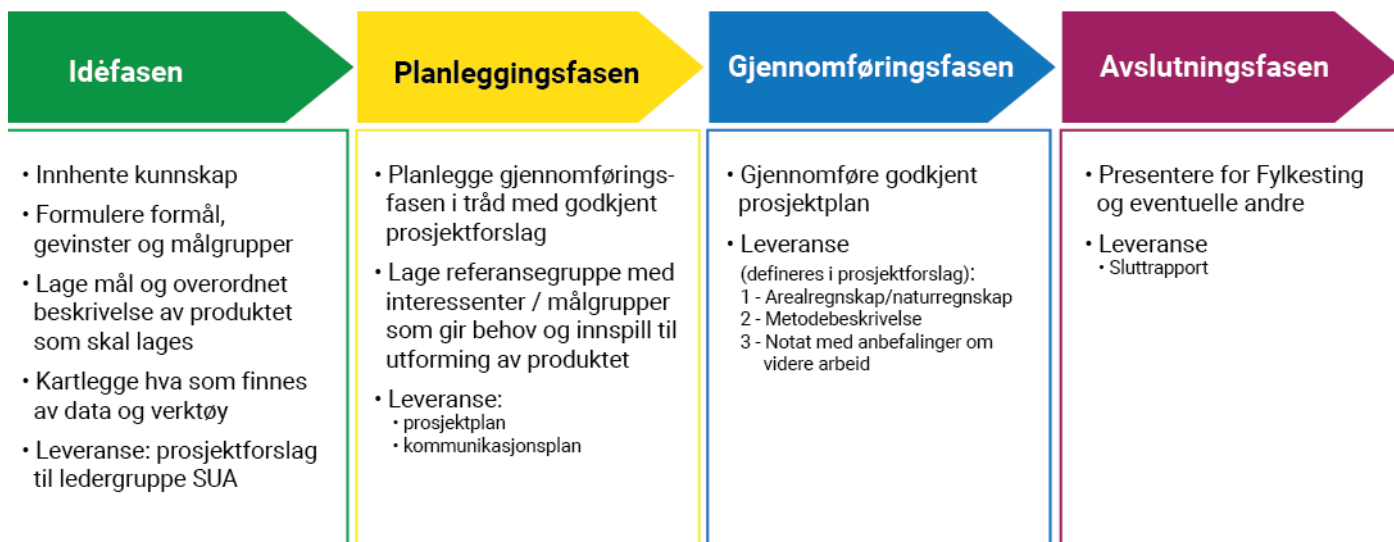 Idéfasen
• Innhente kunnskap
• Formulere formål,
gevinster og målgrupper
• Lage mål og overordnet
beskrivelse av produktet
som skal lages
• Kartlegge hva som finnes
av data og verktøy
• Leveranse: prosjektforslag
til ledergruppe SUA
Planleggingsfasen
• Planlegge gjennomførings-
fasen i tråd med godkjent
prosjektforslag
• Lage referansegruppe med
interessenter / målgrupper
som gir behov og innspill til
utforming av produktet
• Leveranse:
• prosjektplan
• kommunikasjonsplan
Gjennomføringsfasen
• Gjennomføre godkjent
prosjektplan
• Leveranse
(defineres i prosjektforslag):
1 - Arealregnskap/naturregnskap
2 - Metodebeskrivelse
3 - Notat med anbefalinger om
videre arbeid
Avslutningsfasen
• Presentere for Fylkesting
og eventuelle andre
• Leveranse
• Sluttrapport